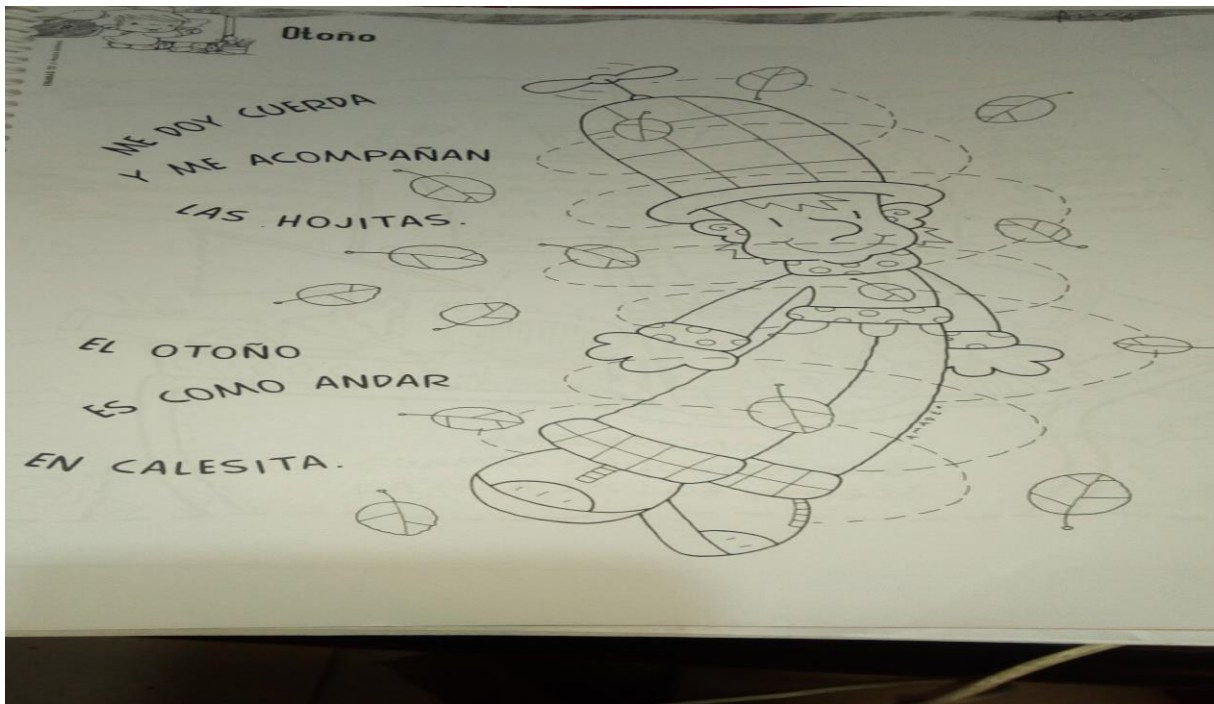 Otoño
ME DOY CUERDA
Y ME ACOMPAÑAN
LAS HOJITAS.
EL OTOÑO
ES COMO ANDAR
EN CALESITA.